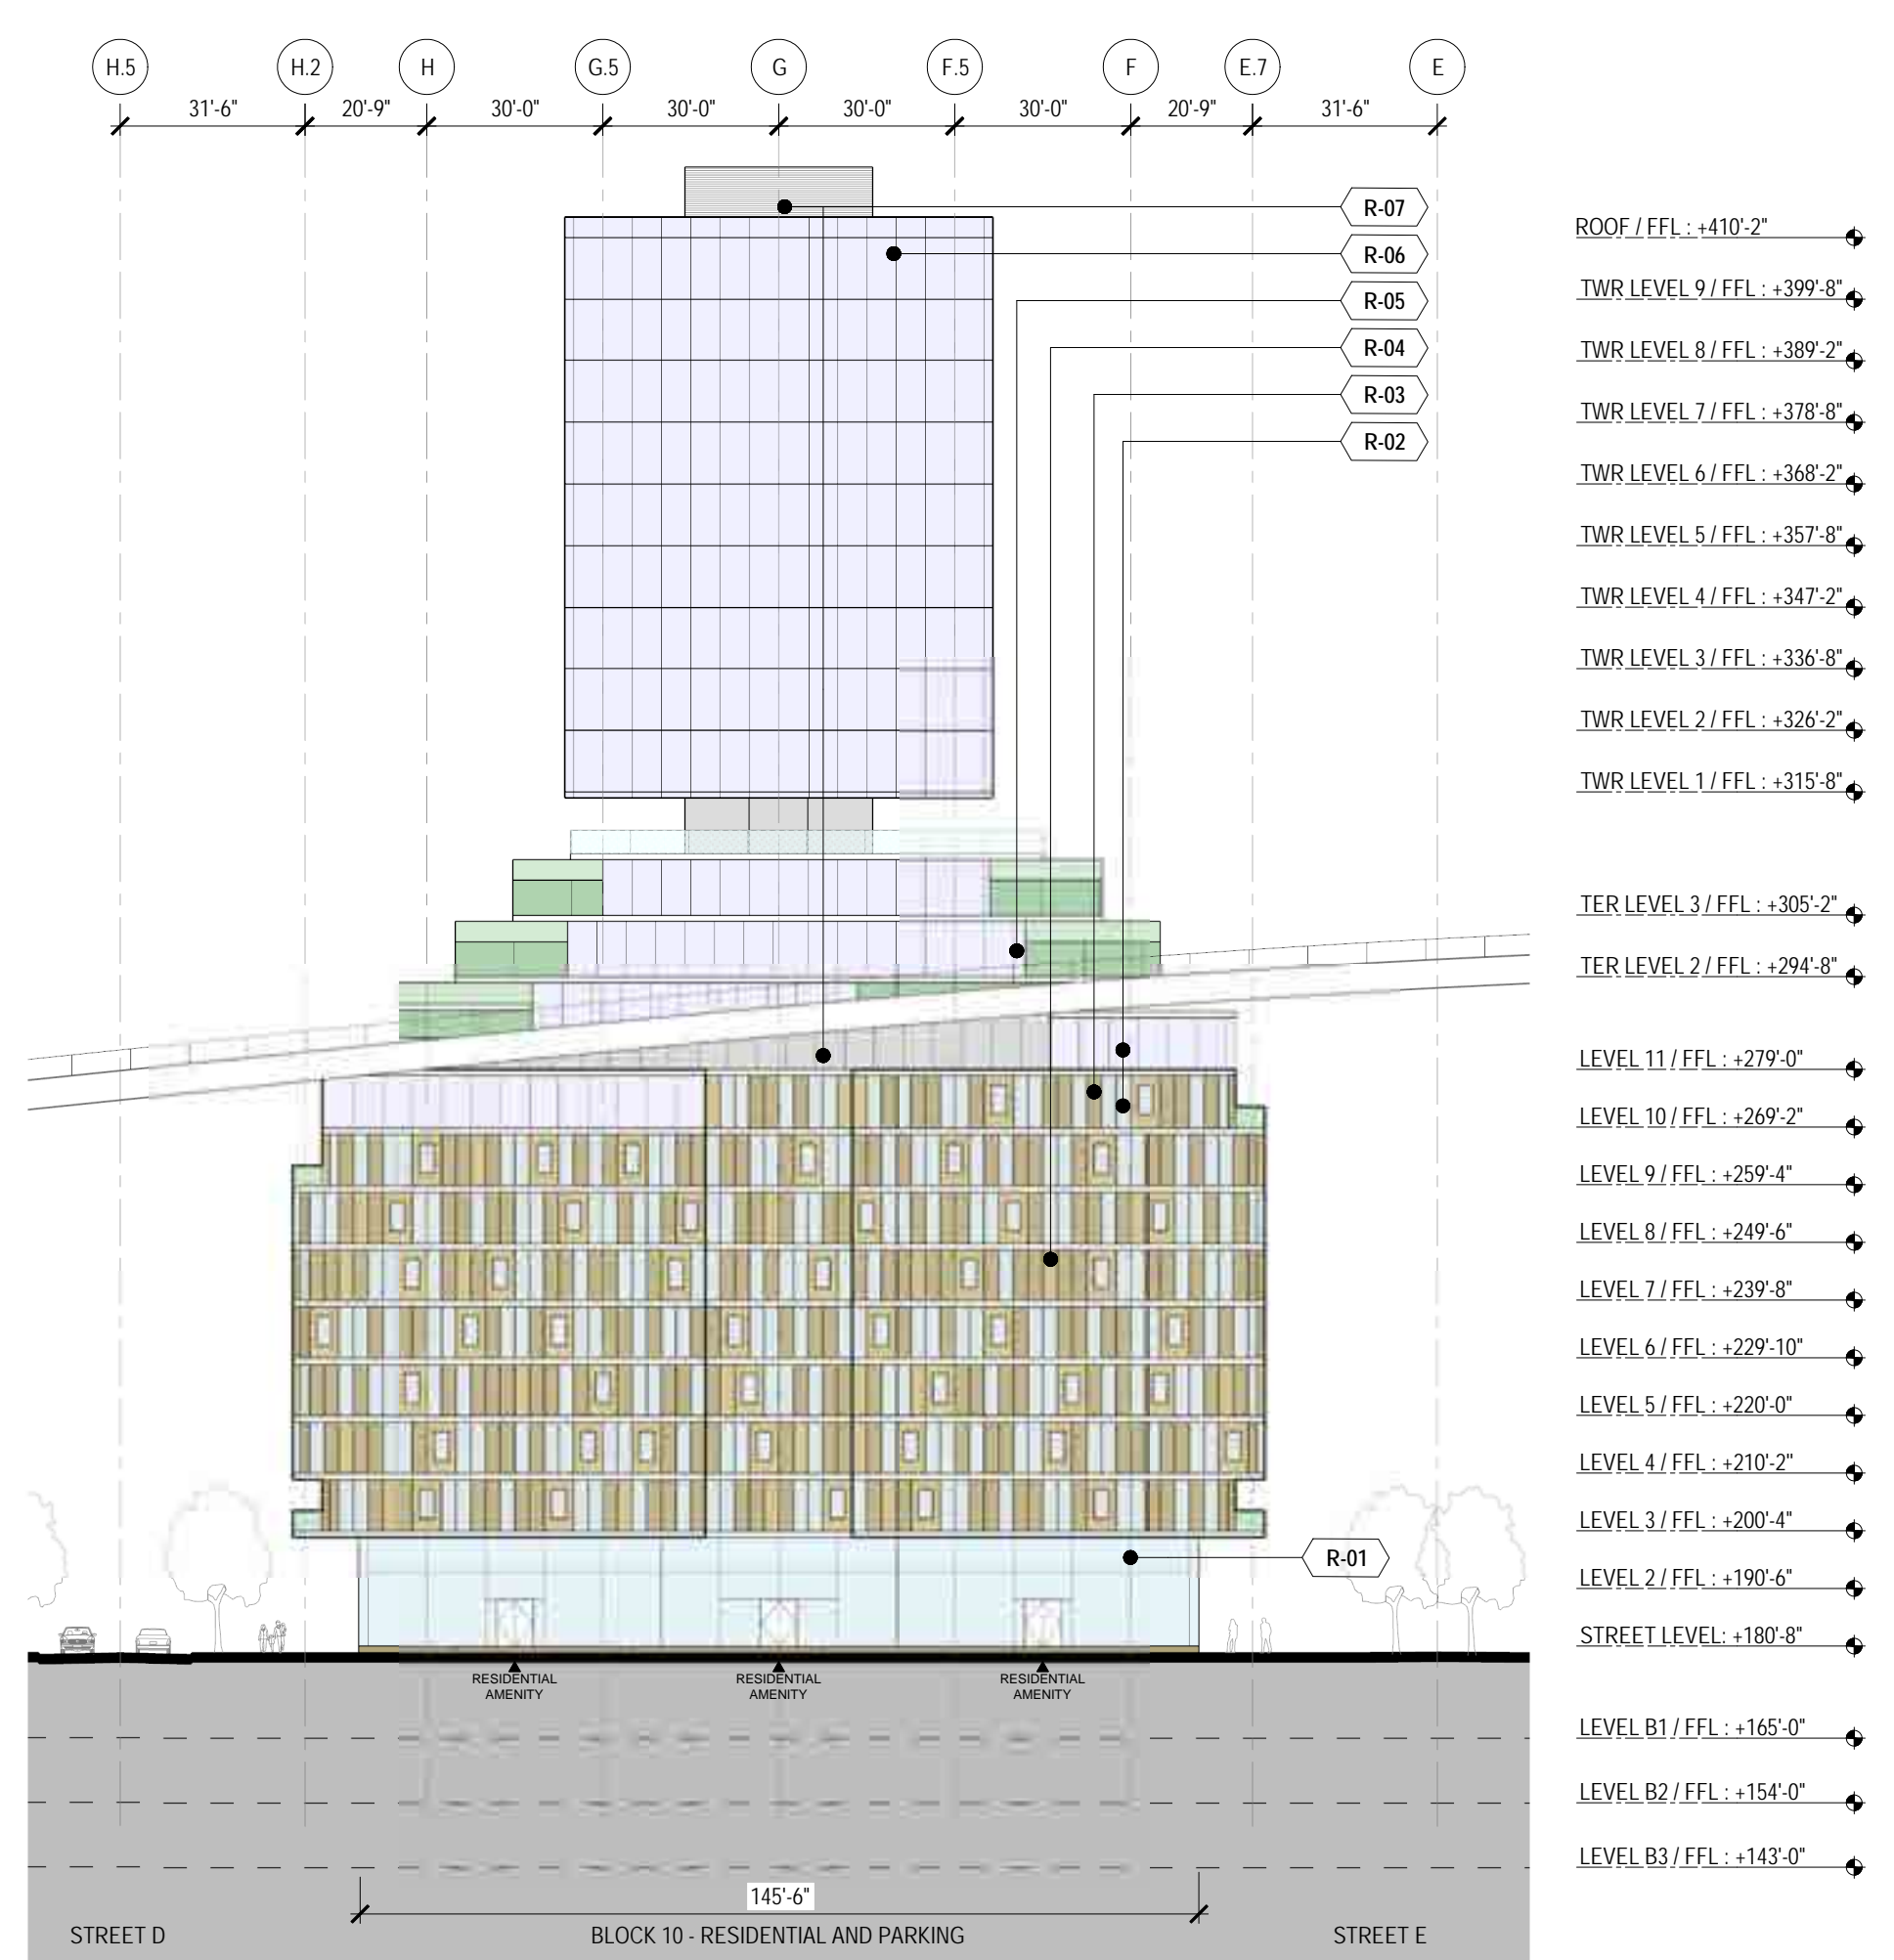 H.5 H.2 H G.5 G F.5 F E.7 E
31'-6" 20'-9" 30'-0" 30'-0" 30'-0" 30'-0" 20'-9" 31'-6"
R-07
R-06
R-05
R-04
R-03
R-02
ROOF / FFL : +410'-2"
TWR LEVEL 9 / FFL : +399'-8"
TWR LEVEL 8 / FFL : +389'-2"
TWR LEVEL 7 / FFL : +378'-8"
TWR LEVEL 6 / FFL : +368'-2"
TWR LEVEL 5 / FFL : +357'-8"
TWR LEVEL 4 / FFL : +347'-2"
TWR LEVEL 3 / FFL : +336'-8"
TWR LEVEL 2 / FFL : +326'-2"
TWR LEVEL 1 / FFL : +315'-8"
TER LEVEL 3 / FFL : +305'-2"
TER LEVEL 2 / FFL : +294'-8"
LEVEL 11 / FFL : +279'-0"
LEVEL 10 / FFL : +269'-2"
LEVEL 9 / FFL : +259'-4"
LEVEL 8 / FFL : +249'-6"
LEVEL 7 / FFL : +239'-8"
LEVEL 6 / FFL : +229'-10"
LEVEL 5 / FFL : +220'-0"
LEVEL 4 / FFL : +210'-2"
LEVEL 3 / FFL : +200'-4"
LEVEL 2 / FFL : +190'-6"
STREET LEVEL: +180'-8"
LEVEL B1 / FFL : +165'-0"
LEVEL B2 / FFL : +154'-0"
LEVEL B3 / FFL : +143'-0"
R-01
RESIDENTIAL
AMENITY
RESIDENTIAL
AMENITY
RESIDENTIAL
AMENITY
145'-6"
STREET D
BLOCK 10 - RESIDENTIAL AND PARKING
STREET E